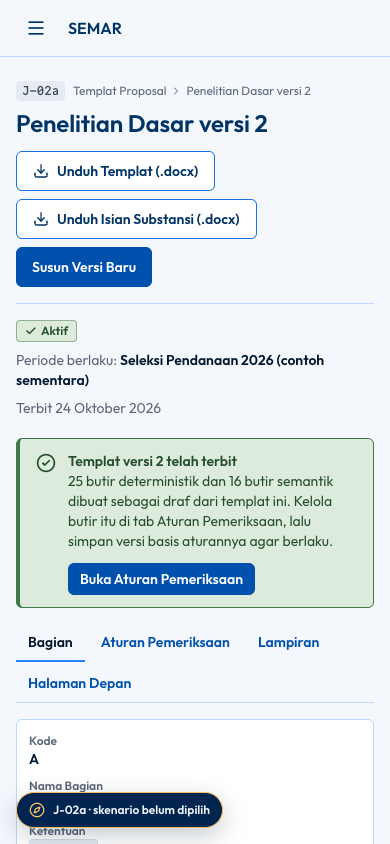 SEMAR
J-02a Templat Proposal > Penelitian Dasar versi 2
Penelitian Dasar versi 2
Unduh Templat (.docx)
Unduh Isian Substansi (.docx)
Susun Versi Baru
Aktif
Periode berlaku: Seleksi Pendanaan 2026 (contoh
sementara)
Terbit 24 Oktober 2026
Templat versi 2 telah terbit
25 butir deterministik dan 16 butir semantik
dibuat sebagai draf dari templat ini. Kelola
butir itu di tab Aturan Pemeriksaan, lalu
simpan versi basis aturannya agar berlaku.
Buka Aturan Pemeriksaan
Bagian Aturan Pemeriksaan Lampiran
Halaman Depan
Kode
A
Nama Bagian
J-02a · skenario belum dipilih
Ketentuan